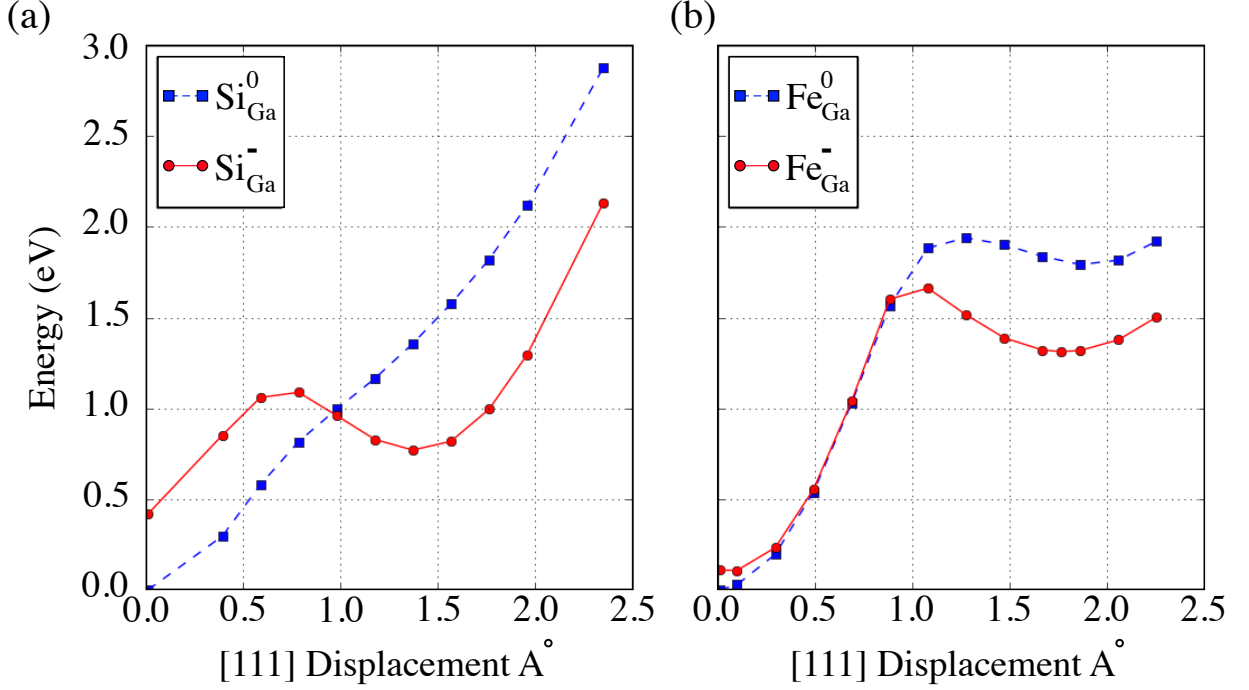 (a)
3.0
2.5
2.0
1.5
1.0
0.5
0.0
Energy (eV)
Si⁰Ga
Si⁻Ga
0.0 0.5 1.0 1.5 2.0 2.5
[111] Displacement A°
(b)
Fe⁰Ga
Fe⁻Ga
0.0 0.5 1.0 1.5 2.0 2.5
[111] Displacement A°